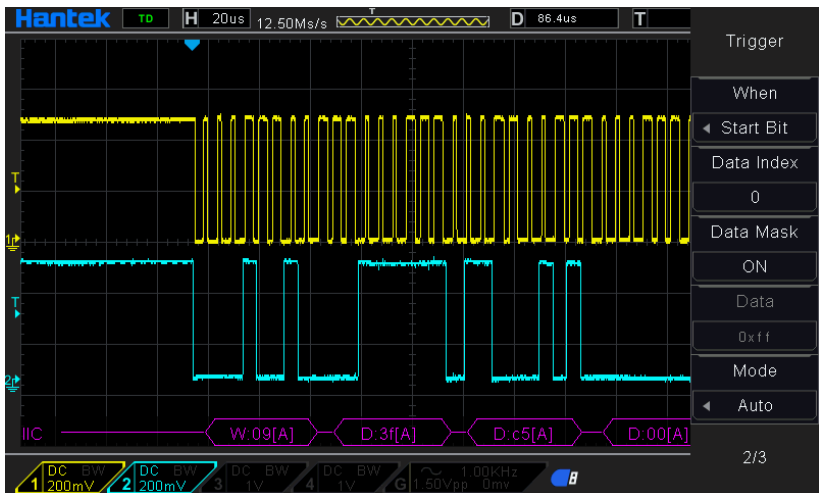 Hantek TD H 20us 12.50Ms/s T D 86.4us T
Trigger
When
Start Bit
Data Index
0
Data Mask
ON
Data
0xff
Mode
Auto
2/3
T
1
T
2
IIC W:09[A] D:3f[A] D:c5[A] D:00[A]
1 DC BW 200mV 2 DC BW 200mV 3 DC BW 1V 4 DC BW 1V G 1.00KHz 1.50Vpp 0mv